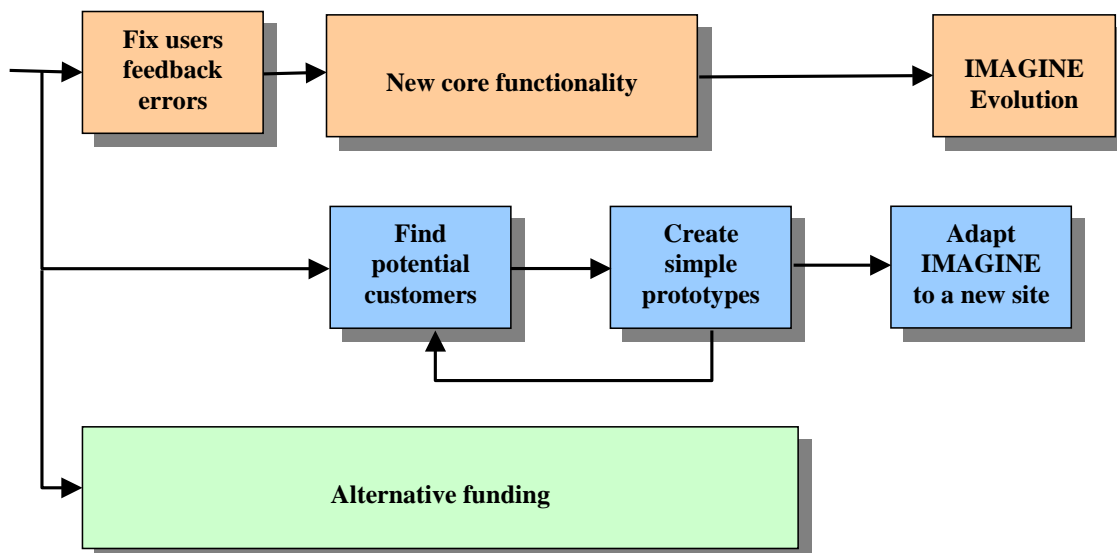 Fix users
feedback
errors
New core functionality
IMAGINE
Evolution
Find
potential
customers
Create
simple
prototypes
Adapt
IMAGINE
to a new site
Alternative funding